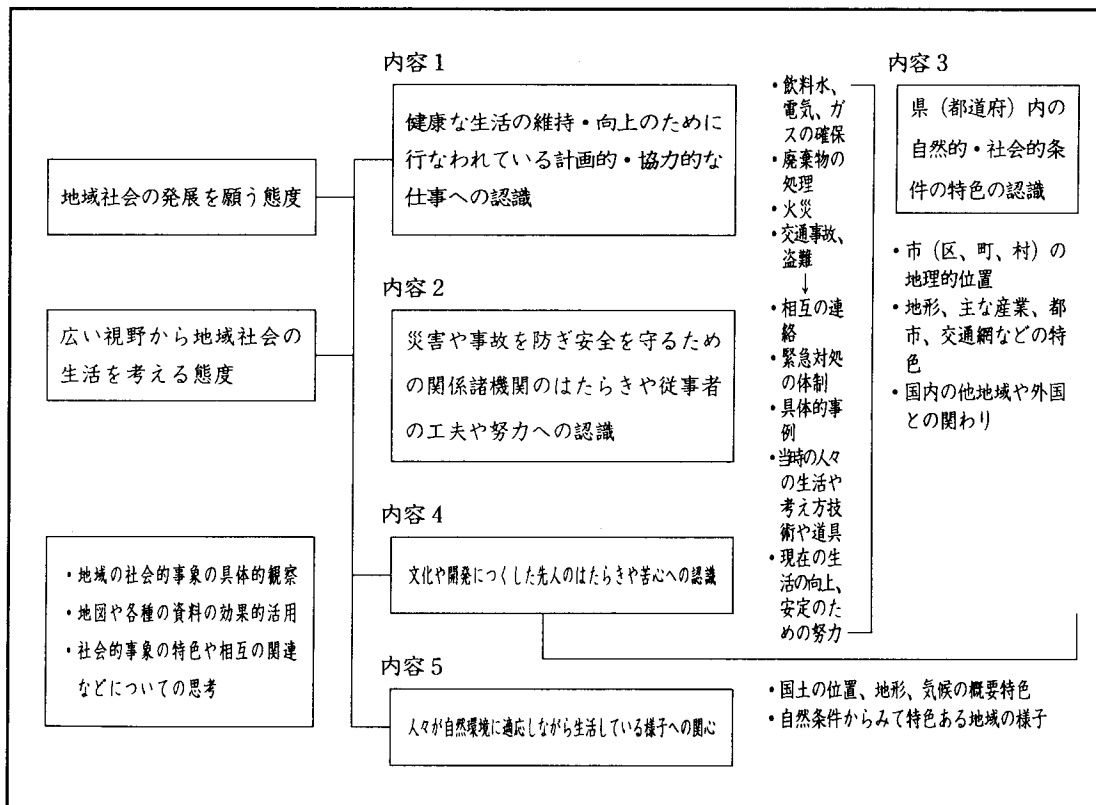 内容1
健康な生活の維持・向上のために
行なわれている計画的・協力的な
仕事への認識
地域社会の発展を願う態度
内容2
災害や事故を防ぎ安全を守るため
の関係諸機関のはたらきや従事者
の工夫や努力への認識
広い視野から地域社会の
生活を考える態度
内容4
文化や開発につくした先人のはたらきや苦心への認識
・地域の社会的事象の具体的観察
・地図や各種の資料の効果的活用
・社会的事象の特色や相互の関連
などについての思考
内容5
人々が自然環境に適応しながら生活している様子への関心
・飲料水、
電気、ガ
スの確保
・廃棄物の
処理
・火災
・交通事故、
盗難
↓
・相互の連
絡
・緊急対処
の体制
・具体的事
例
・当時の人々
の生活や
考え方技
術や道具
・現在の生
活の向上、
安定のた
めの努力
内容3
県（都道府）内の
自然的・社会的条
件の特色の認識
・市（区、町、村）の
地理的位置
・地形、主な産業、都
市、交通網などの特
色
・国内の他地域や外国
との関わり
・国土の位置、地形、気候の概要特色
・自然条件からみて特色ある地域の様子